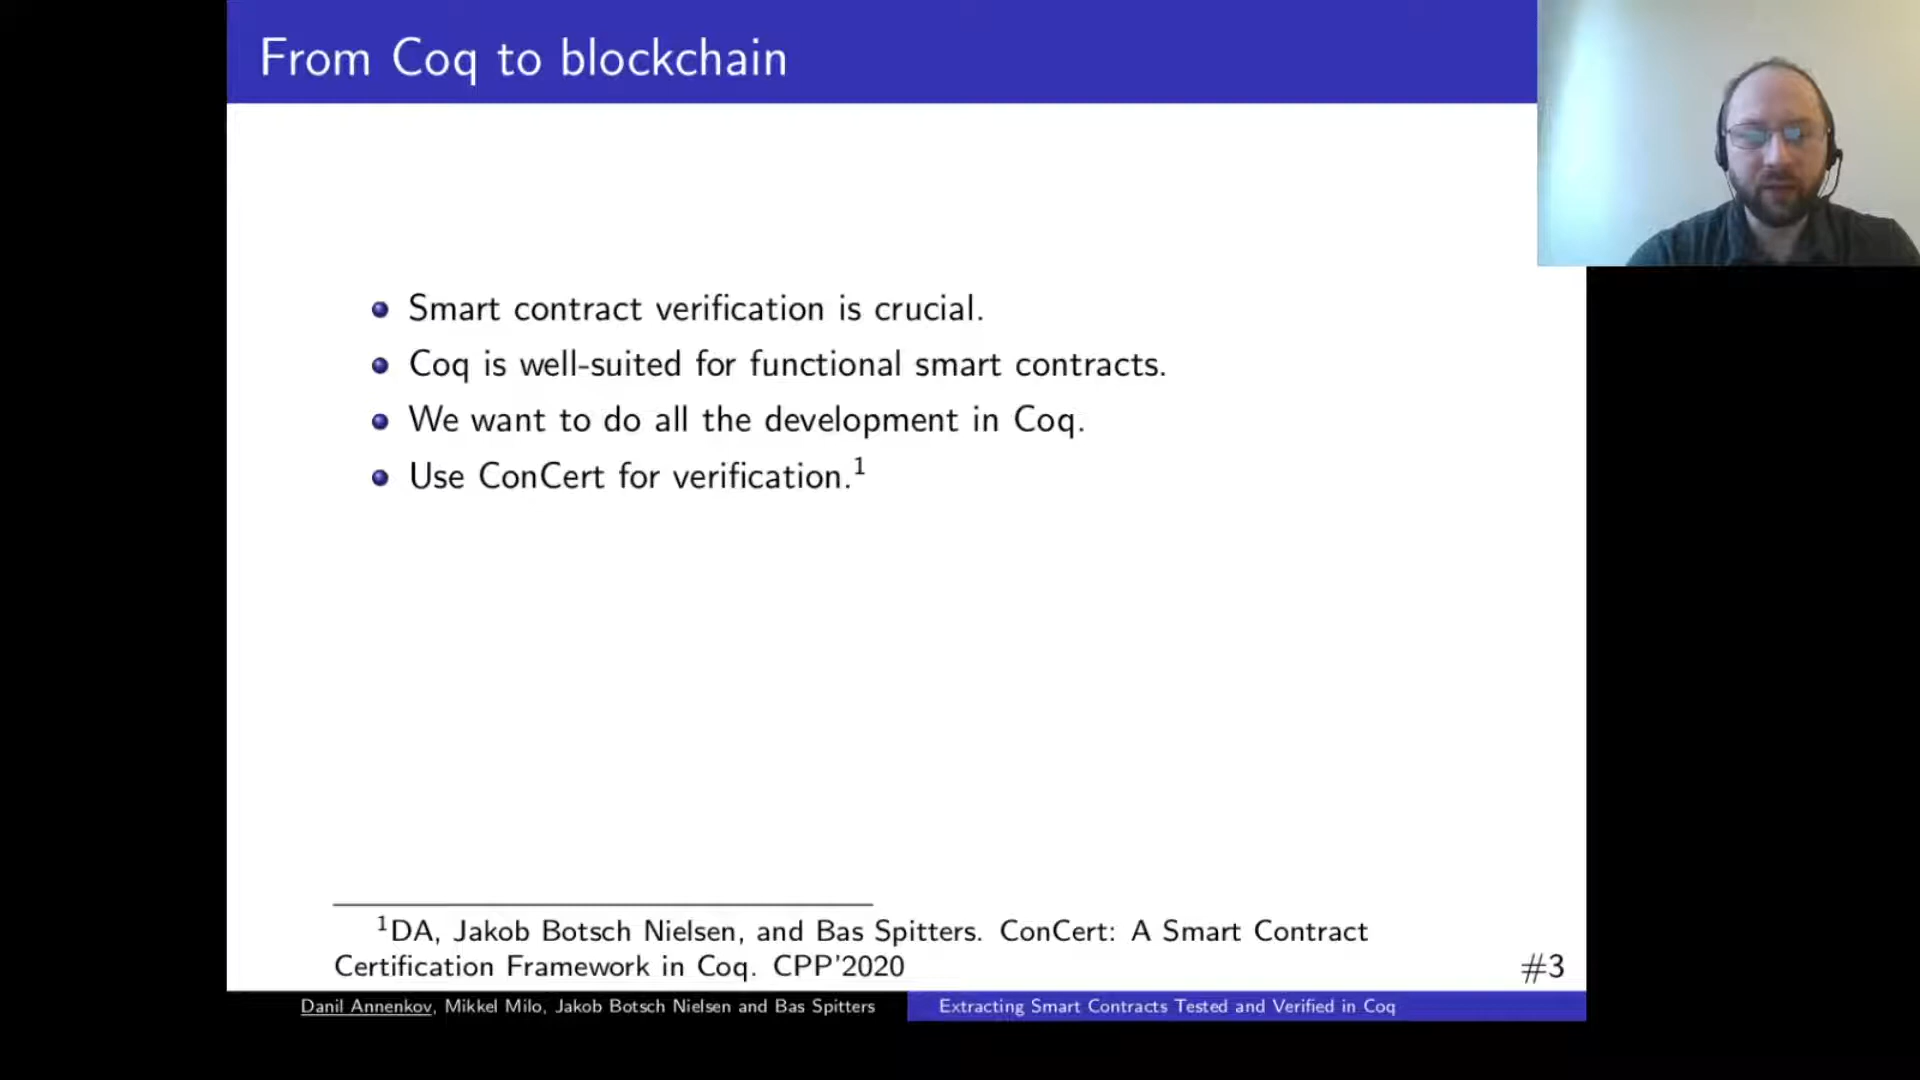 From Coq to blockchain
Smart contract verification is crucial.
Coq is well-suited for functional smart contracts.
We want to do all the development in Coq.
Use ConCert for verification.¹
¹DA, Jakob Botsch Nielsen, and Bas Spitters. ConCert: A Smart Contract
Certification Framework in Coq. CPP'2020
#3
Danil Annenkov, Mikkel Milo, Jakob Botsch Nielsen and Bas Spitters
Extracting Smart Contracts Tested and Verified in Coq